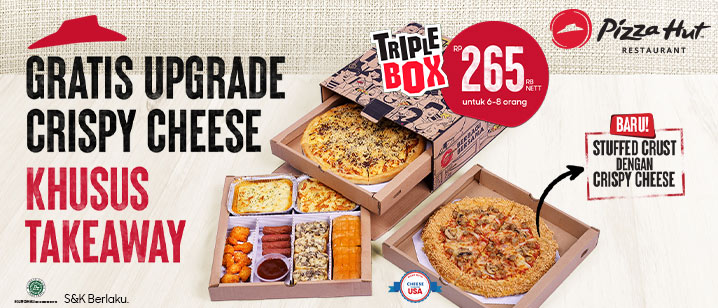 GRATIS UPGRADE
CRISPY CHEESE
KHUSUS
TAKEAWAY
S&K Berlaku.
TRIPLE
BOX
RP
265
RB
NETT
untuk 6-8 orang
Pizza Hut
RESTAURANT
BARU!
STUFFED CRUST
DENGAN
CRISPY CHEESE
CHEESE
USA